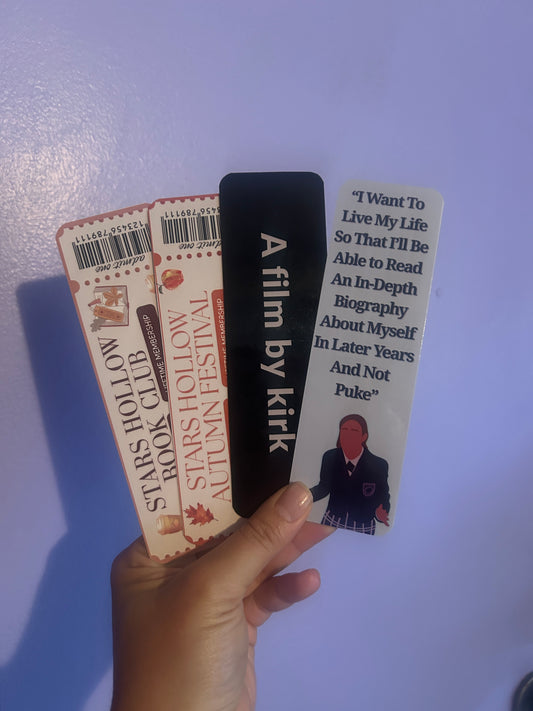 123456789111
admit one
LIFETIME MEMBERSHIP
STARS HOLLOW
BOOK CLUB
123456789111
admit one
LIFETIME MEMBERSHIP
STARS HOLLOW
AUTUMN FESTIVAL
A film by kirk
“I Want To
Live My Life
So That I'll Be
Able to Read
An In-Depth
Biography
About Myself
In Later Years
And Not
Puke”